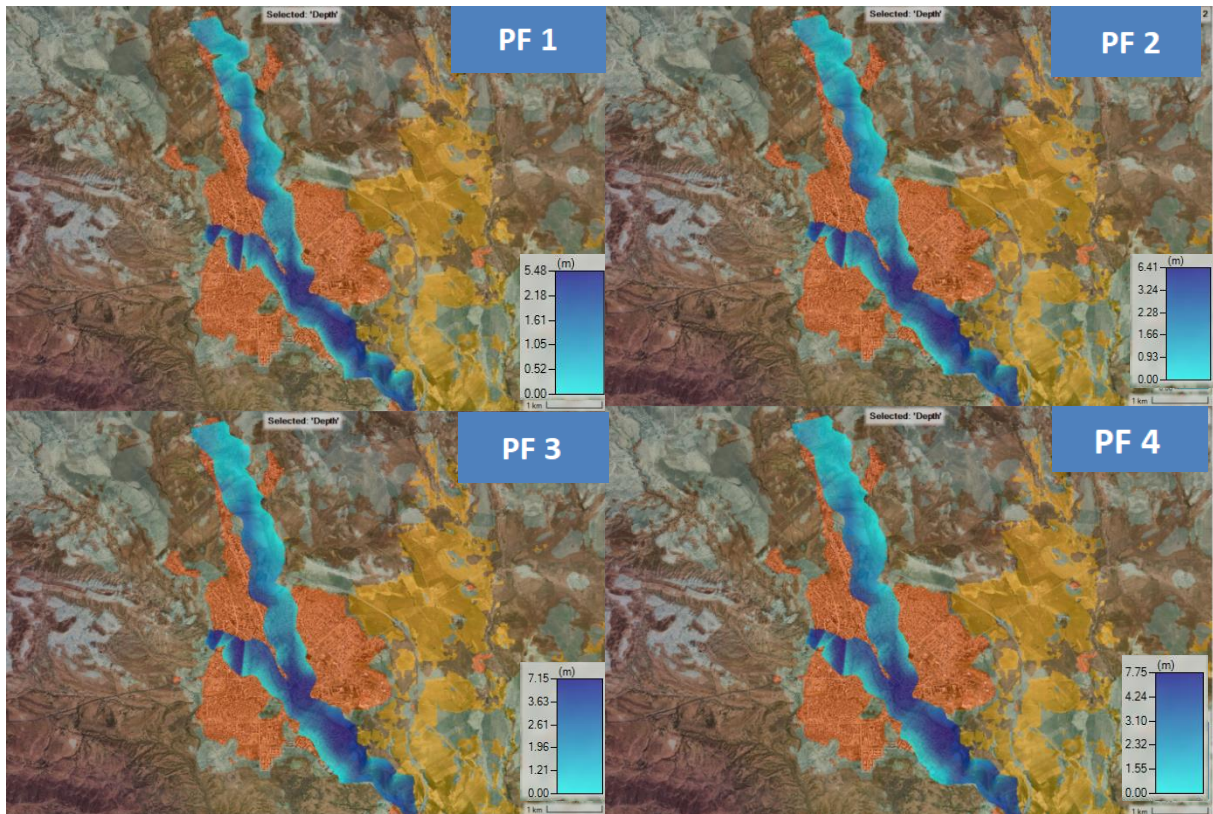 Selected: 'Depth'
PF 1
(m)
5.48
2.18
1.61
1.05
0.52
0.00
1 km
Selected: 'Depth'
2
PF 2
(m)
6.41
3.24
2.28
1.66
0.93
0.00
1 km
Selected: 'Depth'
PF 3
(m)
7.15
3.63
2.61
1.96
1.21
0.00
1 km
Selected: 'Depth'
PF 4
(m)
7.75
4.24
3.10
2.32
1.55
0.00
1 km